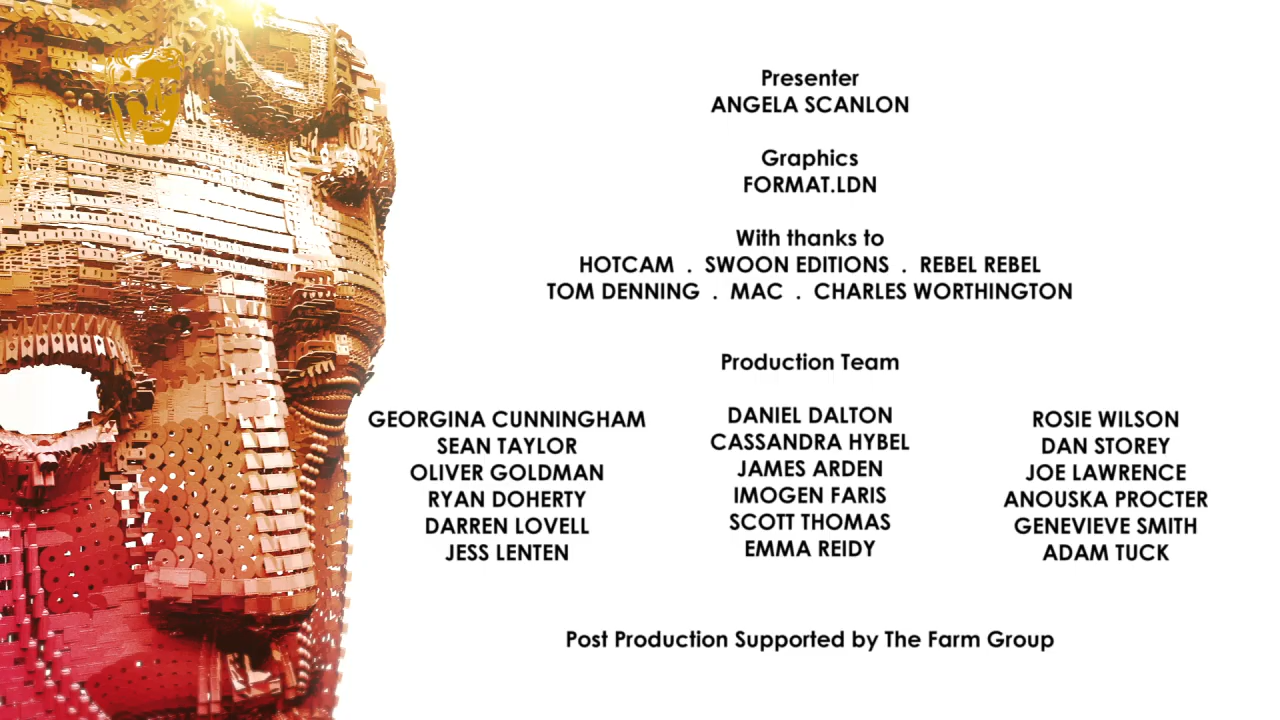 Presenter
ANGELA SCANLON
Graphics
FORMAT.LDN
With thanks to
HOTCAM . SWOON EDITIONS . REBEL REBEL
TOM DENNING . MAC . CHARLES WORTHINGTON
Production Team
GEORGINA CUNNINGHAM
SEAN TAYLOR
OLIVER GOLDMAN
RYAN DOHERTY
DARREN LOVELL
JESS LENTEN
DANIEL DALTON
CASSANDRA HYBEL
JAMES ARDEN
IMOGEN FARIS
SCOTT THOMAS
EMMA REIDY
ROSIE WILSON
DAN STOREY
JOE LAWRENCE
ANOUSKA PROCTER
GENEVIEVE SMITH
ADAM TUCK
Post Production Supported by The Farm Group